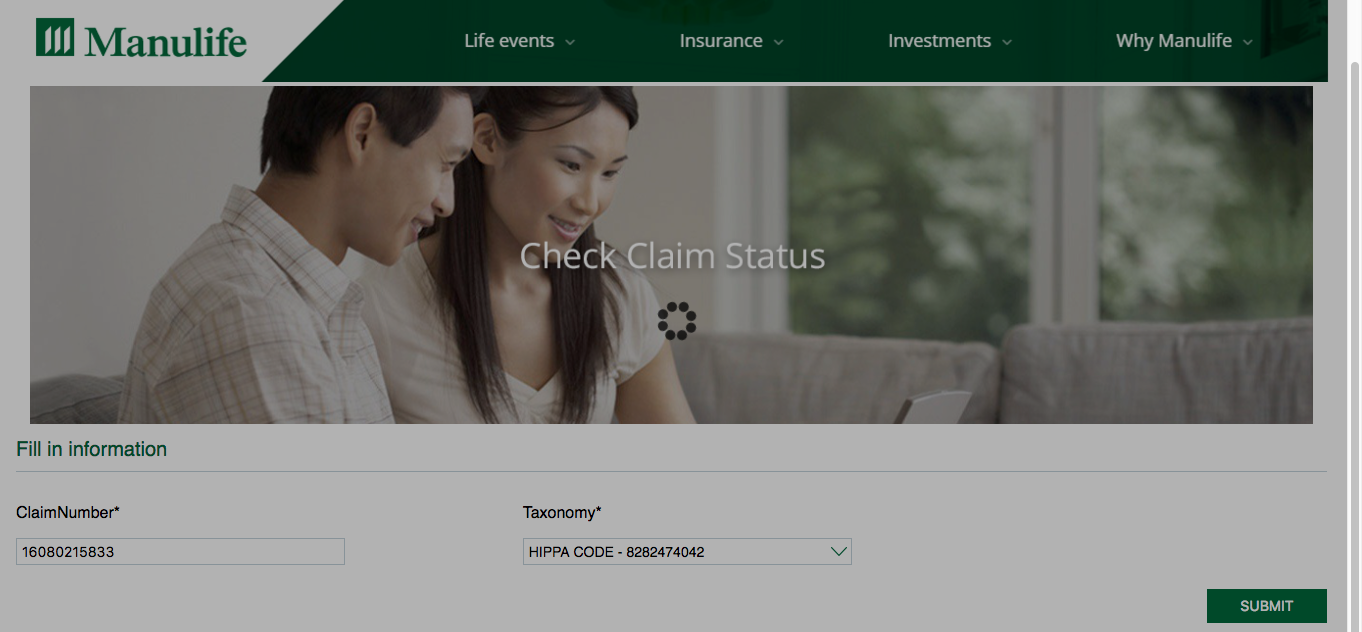 Manulife
Life events
Insurance
Investments
Why Manulife
Check Claim Status
Fill in information
ClaimNumber*
Taxonomy*
16080215833
HIPPA CODE - 8282474042
SUBMIT